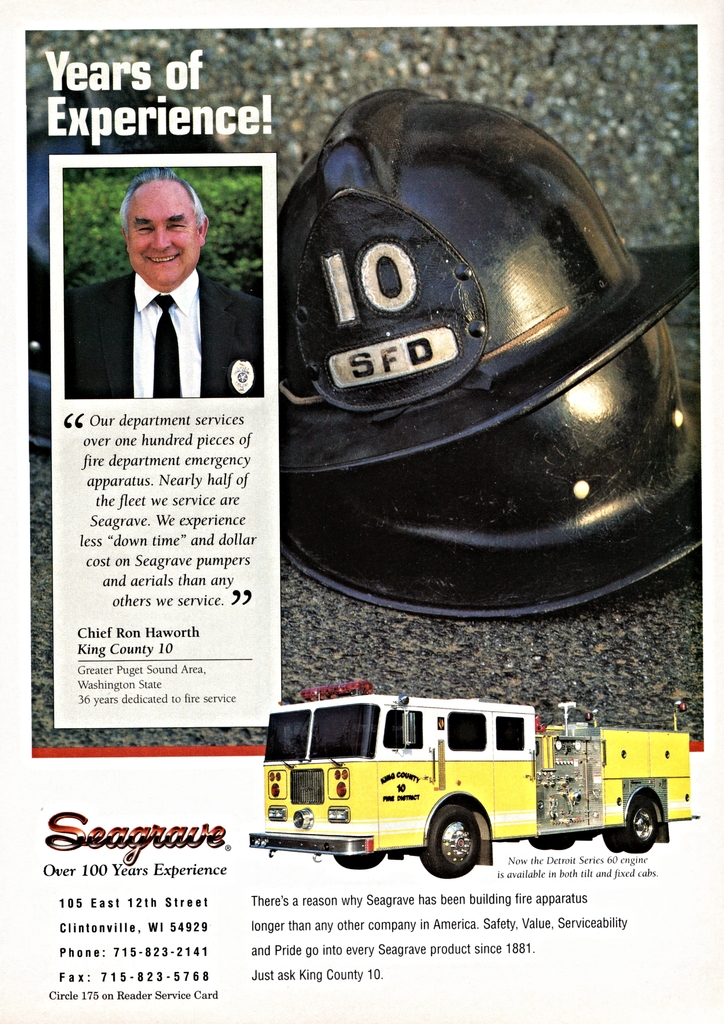 Years of
Experience!
10
SFD
“ Our department services
over one hundred pieces of
fire department emergency
apparatus. Nearly half of
the fleet we service are
Seagrave. We experience
less “down time” and dollar
cost on Seagrave pumpers
and aerials than any
others we service. ”
Chief Ron Haworth
King County 10
Greater Puget Sound Area,
Washington State
36 years dedicated to fire service
KING COUNTY
10
FIRE DISTRICT
Now the Detroit Series 60 engine
is available in both tilt and fixed cabs.
Seagrave®
Over 100 Years Experience
105 East 12th Street
Clintonville, WI 54929
Phone: 715-823-2141
Fax: 715-823-5768
Circle 175 on Reader Service Card
There's a reason why Seagrave has been building fire apparatus
longer than any other company in America. Safety, Value, Serviceability
and Pride go into every Seagrave product since 1881.
Just ask King County 10.